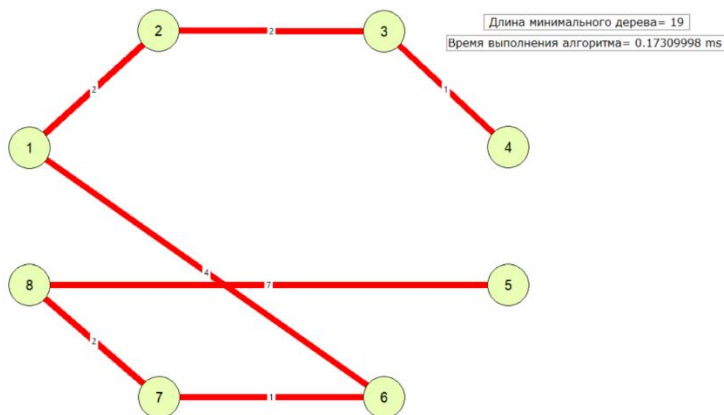 Длина минимального дерева= 19
Время выполнения алгоритма= 0.17309998 ms
2 2 3
2 1
1 4
4
8 7 5
2
7 1 6